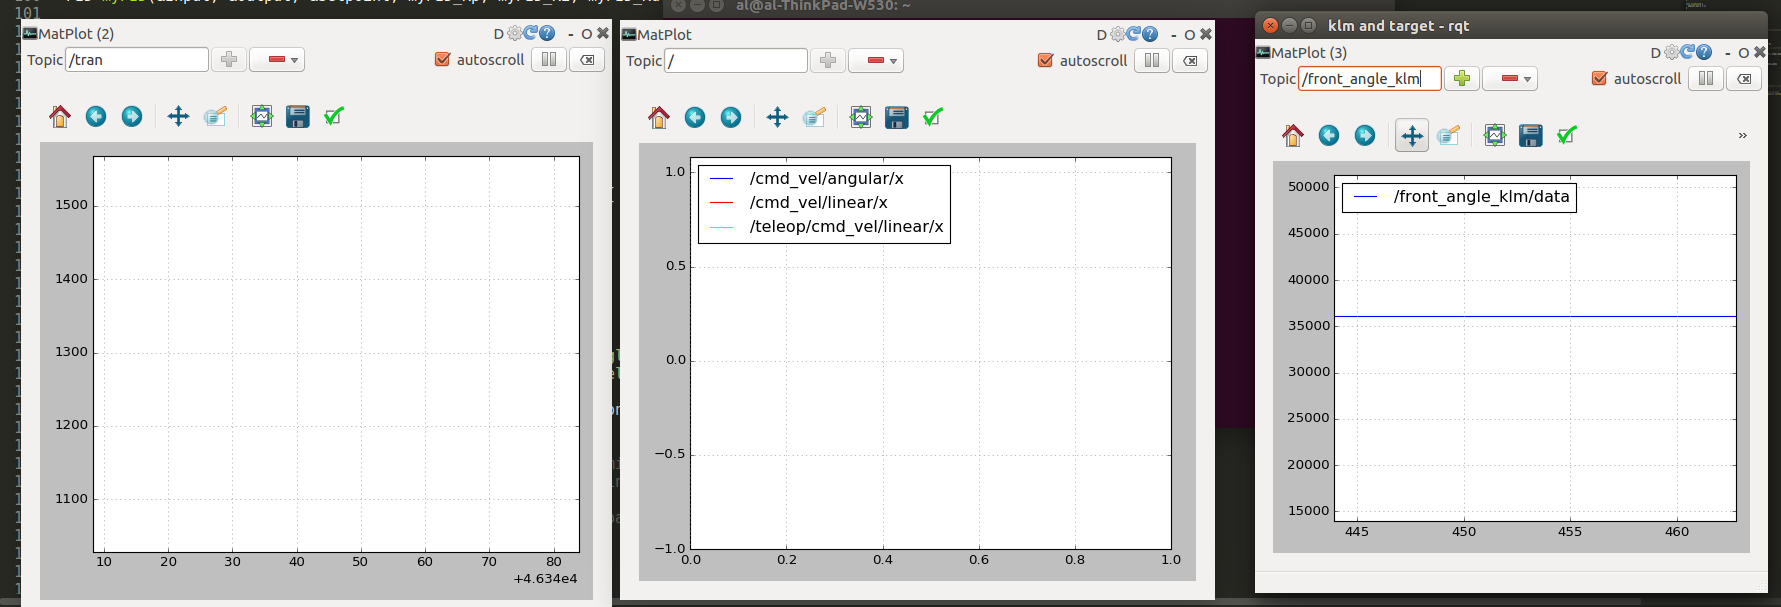 101
al@al-ThinkPad-W530: ~
MatPlot (2)
D
- O
Topic
/tran
autoscroll
1500
1400
1300
1200
1100
10 20 30 40 50 60 70 80
+4.634e4
MatPlot
D
- O
Topic
/
autoscroll
/cmd_vel/angular/x
/cmd_vel/linear/x
/teleop/cmd_vel/linear/x
1.0
0.5
0.0
−0.5
−1.0
0.0 0.2 0.4 0.6 0.8 1.0
klm and target - rqt
MatPlot (3)
D
- O
Topic
/front_angle_klm
autoscroll
»
/front_angle_klm/data
50000
45000
40000
35000
30000
25000
20000
15000
445 450 455 460